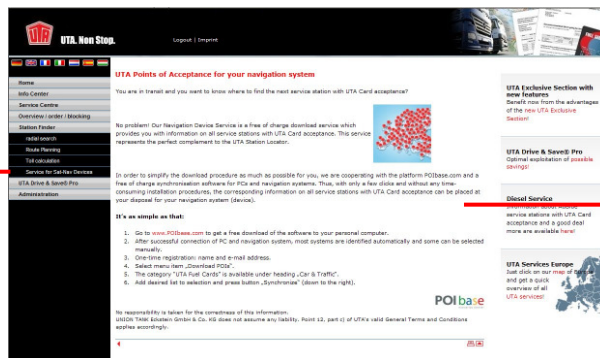 UTA
UTA. Non Stop.
Logout | Imprint
Home
Info Center
Service Centre
Overview / order / blocking
Station Finder
radial search
Route Planning
Toll calculation
Service for Sat-Nav Devices
UTA Drive & Save® Pro
Administration
UTA Points of Acceptance for your navigation system
You are in transit and you want to know where to find the next service station with UTA Card acceptance?
No problem! Our Navigation Device Service is a free of charge download service which
provides you with information on all service stations with UTA Card acceptance. This service
represents the perfect complement to the UTA Station Locator.
In order to simplify the download procedure as much as possible for you, we are cooperating with the platform POIbase.com and a
free of charge synchronisation software for PCs and navigation systems. Thus, with only a few clicks and without any time-
consuming installation procedures, the corresponding information on all service stations with UTA Card acceptance can be placed at
your disposal for your navigation system (device).
It's as simple as that:
1. Go to www.POIbase.com to get a free download of the software to your personal computer.
2. After successful connection of PC and navigation system, most systems are identified automatically and some can be selected
manually.
3. One-time registration: name and e-mail address.
4. Select menu item „Download POIs".
5. The category "UTA Fuel Cards" is available under heading „Car & Traffic".
6. Add desired list to selection and press button „Synchronize" (down to the right).
POIbase
No responsibility is taken for the correctness of this information.
UNION TANK Eckstein GmbH & Co. KG does not assume any liability. Point 12, part c) of UTA's valid General Terms and Conditions
applies accordingly.
UTA Exclusive Section with
new features
Benefit now from the advantages
of the new UTA Exclusive
Section!
UTA Drive & Save® Pro
Optimal exploitation of possible
savings!
Diesel Service
Information about
service stations with UTA Card
acceptance and a good deal
more are available here!
UTA Services Europe
Just click on our map of Europe
and get a quick
overview of all
UTA services!